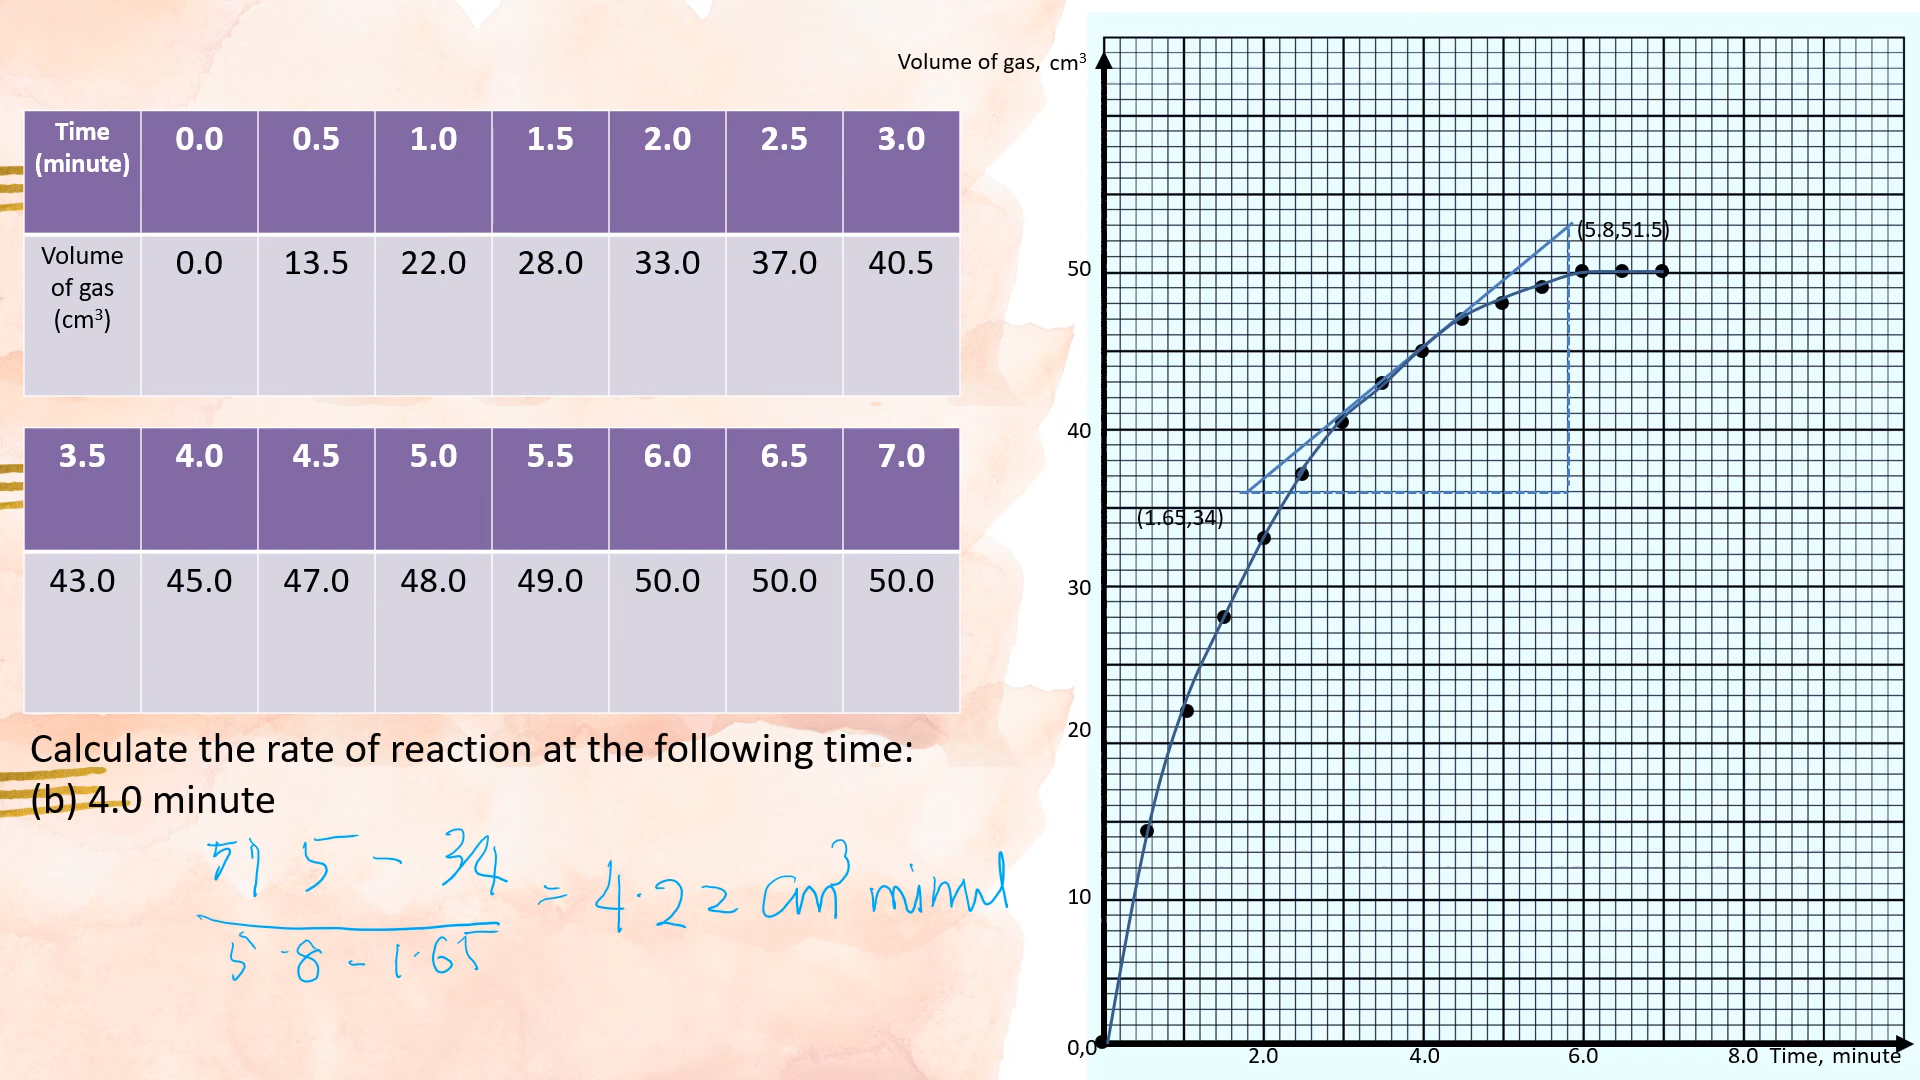 Time (minute) 0.0 0.5 1.0 1.5 2.0 2.5 3.0
Volume of gas (cm³) 0.0 13.5 22.0 28.0 33.0 37.0 40.5
3.5 4.0 4.5 5.0 5.5 6.0 6.5 7.0
43.0 45.0 47.0 48.0 49.0 50.0 50.0 50.0
Calculate the rate of reaction at the following time:
(b) 4.0 minute
51 5 - 34
5.8 - 1.65
= 4.22 cm³
Volume of gas, cm³
(5.8,51.5)
50
40
(1.65,34)
30
20
10
0,0
2.0 4.0 6.0 8.0 Time, minute